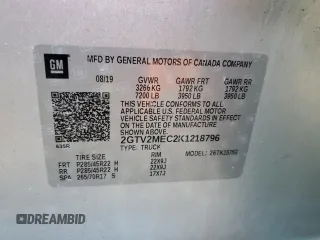 GM
MFD BY GENERAL MOTORS OF CANADA COMPANY
08/19 GVWR GAWR FRT GAWR RR
3266 KG 1792 KG 1792 KG
7200 LB 3950 LB 3950 LB
THIS VEHICLE CONFORMS TO ALL APPLICABLE U.S. FEDERAL MOTOR VEHICLE SAFETY STANDARDS IN EFFECT ON THE DATE OF MANUFACTURE SHOWN ABOVE.
2GTV2MEC2K1218796
TYPE: TRUCK
TIRE SIZE RIM MODEL:
FRT P285/45R22 H 22X9J
RR P285/45R22 H 22X9J
SPA 265/70R17 S 17X7J
DREAMBID